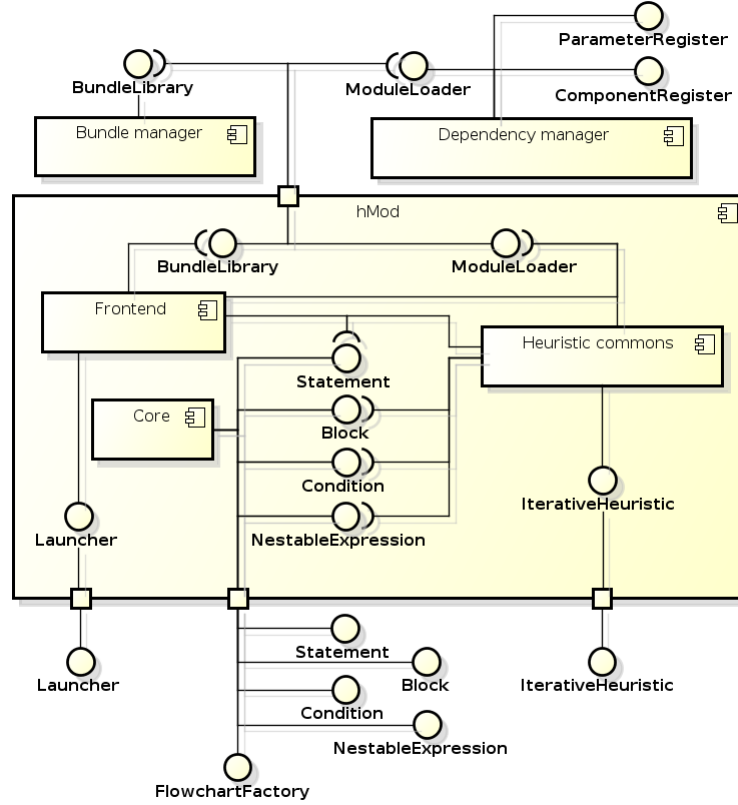 ParameterRegister
BundleLibrary
ModuleLoader
ComponentRegister
Bundle manager
Dependency manager
hMod
BundleLibrary
ModuleLoader
Frontend
Heuristic commons
Statement
Core
Block
Condition
IterativeHeuristic
Launcher
NestableExpression
Statement
Launcher
Block
IterativeHeuristic
Condition
NestableExpression
FlowchartFactory